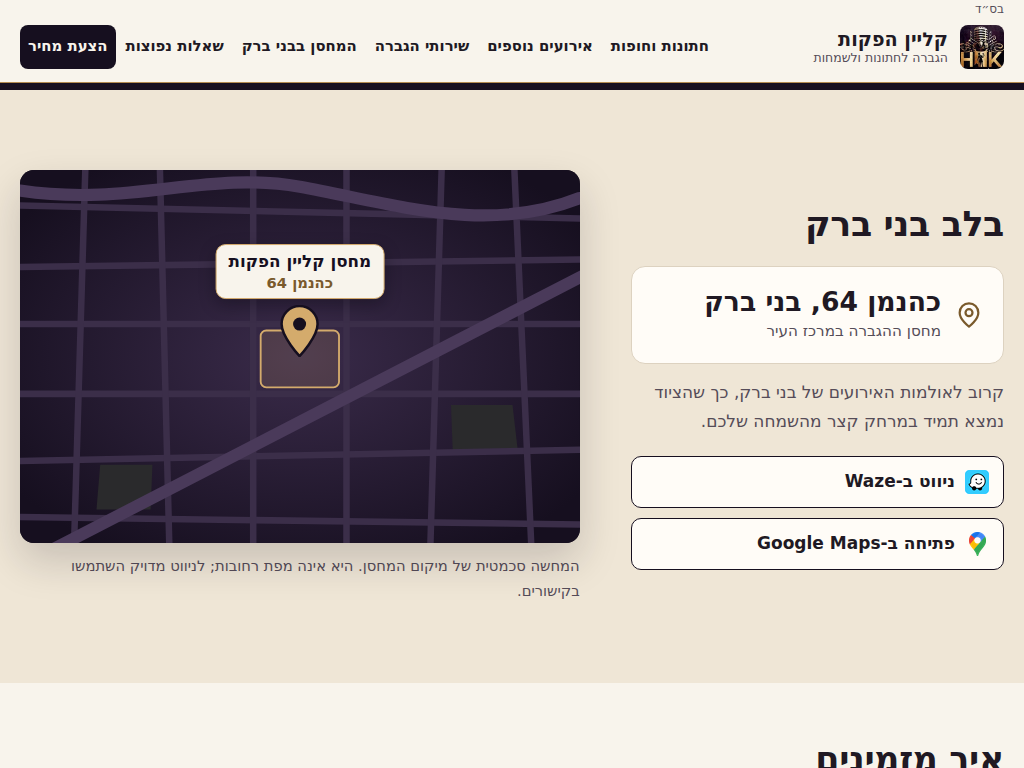 בס״ד
קליין הפקות
הגברה לחתונות ולשמחות
חתונות וחופות
אירועים נוספים
שירותי הגברה
המחסן בבני ברק
שאלות נפוצות
הצעת מחיר
בלב בני ברק
כהנמן 64, בני ברק
מחסן ההגברה במרכז העיר
קרוב לאולמות האירועים של בני ברק, כך שהציוד
נמצא תמיד במרחק קצר מהשמחה שלכם.
ניווט ב-Waze
פתיחה ב-Google Maps
מחסן קליין הפקות
כהנמן 64
המחשה סכמטית של מיקום המחסן. היא אינה מפת רחובות; לניווט מדויק השתמשו
בקישורים.
איך מזמינים